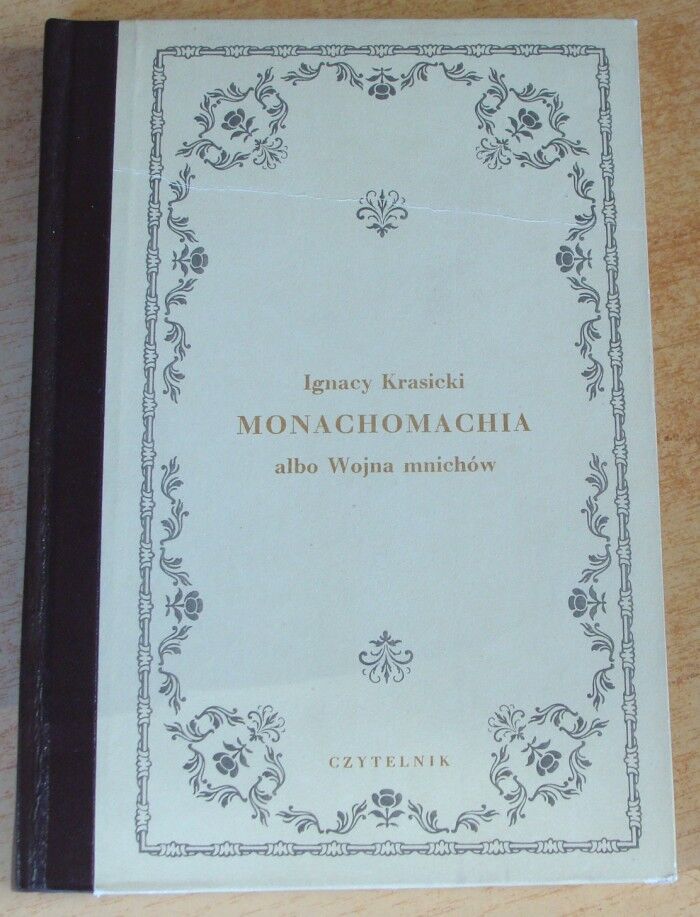 Ignacy Krasicki
MONACHOMACHIA
albo Wojna mnichów
CZYTELNIK